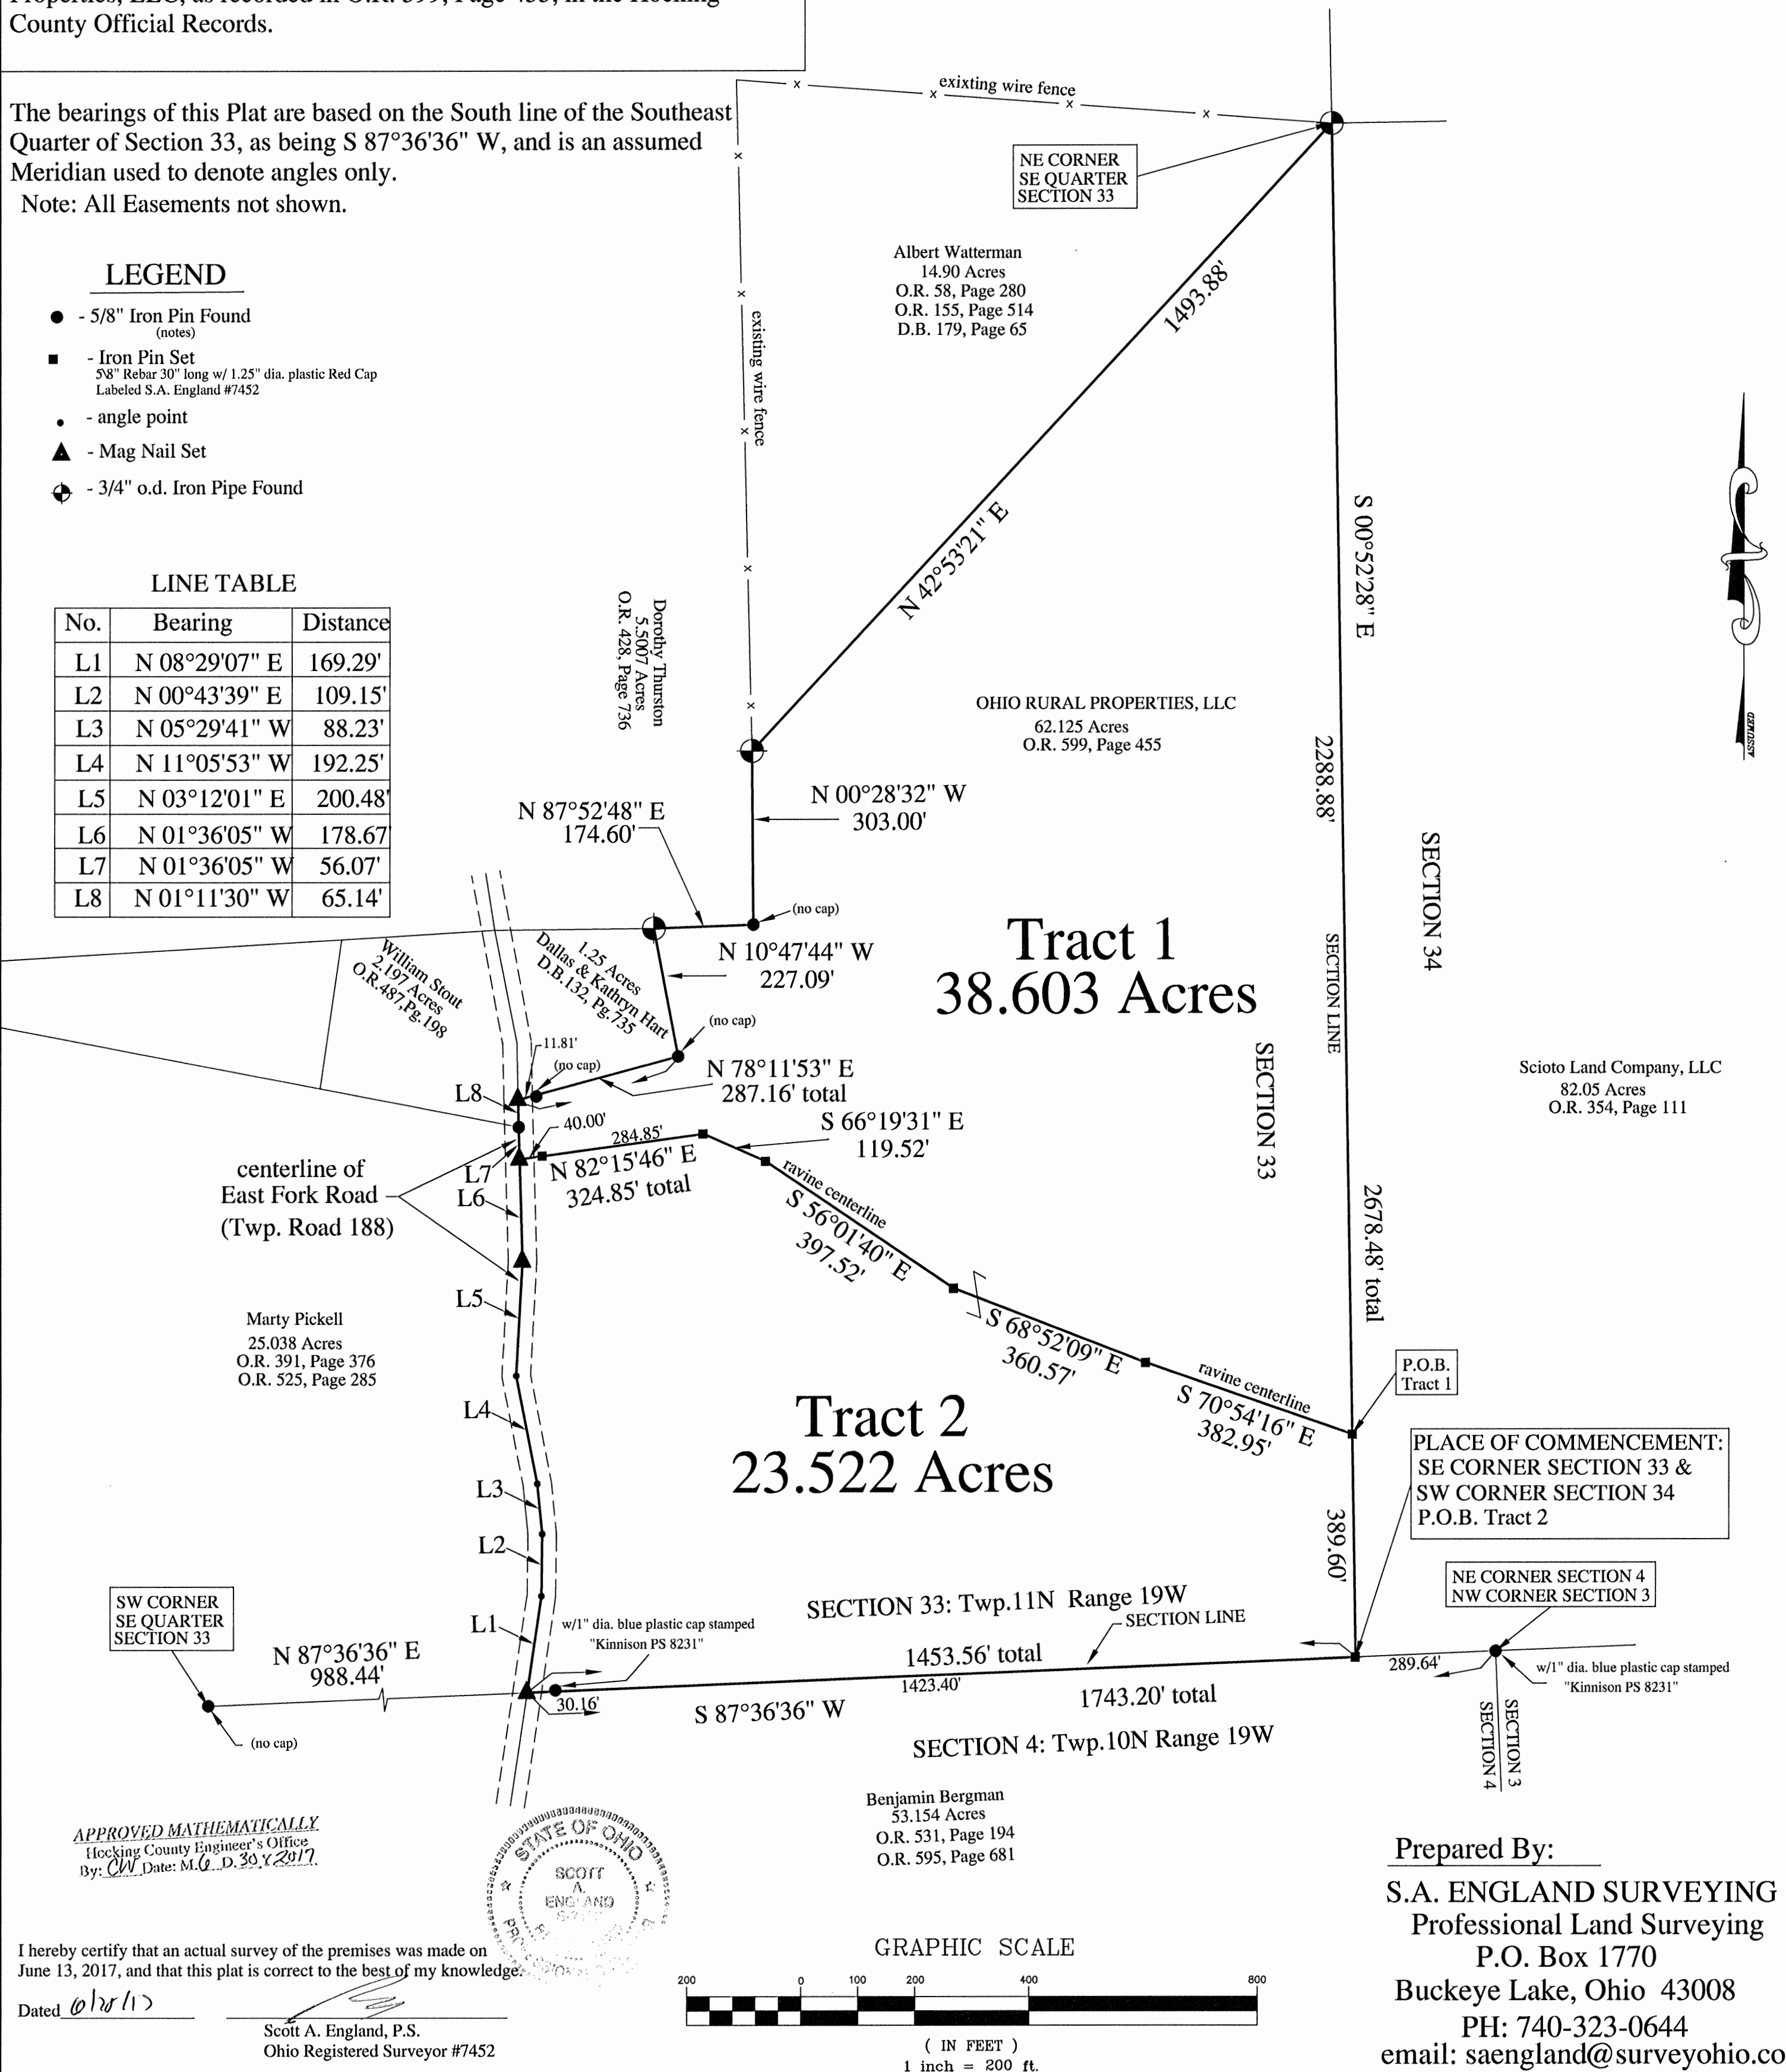 County Official Records.
The bearings of this Plat are based on the South line of the Southeast
Quarter of Section 33, as being S 87°36'36" W, and is an assumed
Meridian used to denote angles only.
Note: All Easements not shown.
LEGEND
- 5/8" Iron Pin Found
(notes)
- Iron Pin Set
5\8" Rebar 30" long w/ 1.25" dia. plastic Red Cap
Labeled S.A. England #7452
- angle point
- Mag Nail Set
- 3/4" o.d. Iron Pipe Found
LINE TABLE
No. Bearing Distance
L1 N 08°29'07" E 169.29'
L2 N 00°43'39" E 109.15'
L3 N 05°29'41" W 88.23'
L4 N 11°05'53" W 192.25'
L5 N 03°12'01" E 200.48'
L6 N 01°36'05" W 178.67'
L7 N 01°36'05" W 56.07'
L8 N 01°11'30" W 65.14'
exixting wire fence
existing wire fence
NE CORNER
SE QUARTER
SECTION 33
Albert Watterman
14.90 Acres
O.R. 58, Page 280
O.R. 155, Page 514
D.B. 179, Page 65
1493.88'
N 42°53'21" E
S 00°52'28" E
2288.88'
ASSUMED
Dorothy Thurston
5.5007 Acres
O.R. 428, Page 736
OHIO RURAL PROPERTIES, LLC
62.125 Acres
O.R. 599, Page 455
N 00°28'32" W
303.00'
N 87°52'48" E
174.60'
(no cap)
N 10°47'44" W
227.09'
Tract 1
38.603 Acres
SECTION LINE
SECTION 34
SECTION 33
William Stout
2.197 Acres
O.R.487,Pg.198
1.25 Acres
Dallas & Kathryn Hart
D.B.132, Pg.735
(no cap)
11.81'
(no cap)
N 78°11'53" E
287.16' total
L8
40.00'
284.85'
N 82°15'46" E
324.85' total
S 66°19'31" E
119.52'
Scioto Land Company, LLC
82.05 Acres
O.R. 354, Page 111
centerline of
East Fork Road
(Twp. Road 188)
L7
L6
L5
L4
L3
L2
L1
ravine centerline
S 56°01'40" E
397.52'
S 68°52'09" E
360.57'
ravine centerline
S 70°54'16" E
382.95'
2678.48' total
Marty Pickell
25.038 Acres
O.R. 391, Page 376
O.R. 525, Page 285
P.O.B.
Tract 1
Tract 2
23.522 Acres
PLACE OF COMMENCEMENT:
SE CORNER SECTION 33 &
SW CORNER SECTION 34
P.O.B. Tract 2
389.60'
NE CORNER SECTION 4
NW CORNER SECTION 3
SW CORNER
SE QUARTER
SECTION 33
N 87°36'36" E
988.44'
(no cap)
w/1" dia. blue plastic cap stamped
"Kinnison PS 8231"
30.16'
SECTION 33: Twp.11N Range 19W
SECTION LINE
1453.56' total
1423.40'
S 87°36'36" W
1743.20' total
SECTION 4: Twp.10N Range 19W
289.64'
w/1" dia. blue plastic cap stamped
"Kinnison PS 8231"
SECTION 3
SECTION 4
Benjamin Bergman
53.154 Acres
O.R. 531, Page 194
O.R. 595, Page 681
APPROVED MATHEMATICALLY
Hocking County Engineer's Office
By: CW Date: M.6 D.30 Y2017
STATE OF OHIO
SCOTT
A.
ENGLAND
I hereby certify that an actual survey of the premises was made on
June 13, 2017, and that this plat is correct to the best of my knowledge.
Dated
Scott A. England, P.S.
Ohio Registered Surveyor #7452
GRAPHIC SCALE
200 0 100 200 400 800
( IN FEET )
1 inch = 200 ft.
Prepared By:
S.A. ENGLAND SURVEYING
Professional Land Surveying
P.O. Box 1770
Buckeye Lake, Ohio 43008
PH: 740-323-0644
email: saengland@surveyohio.co